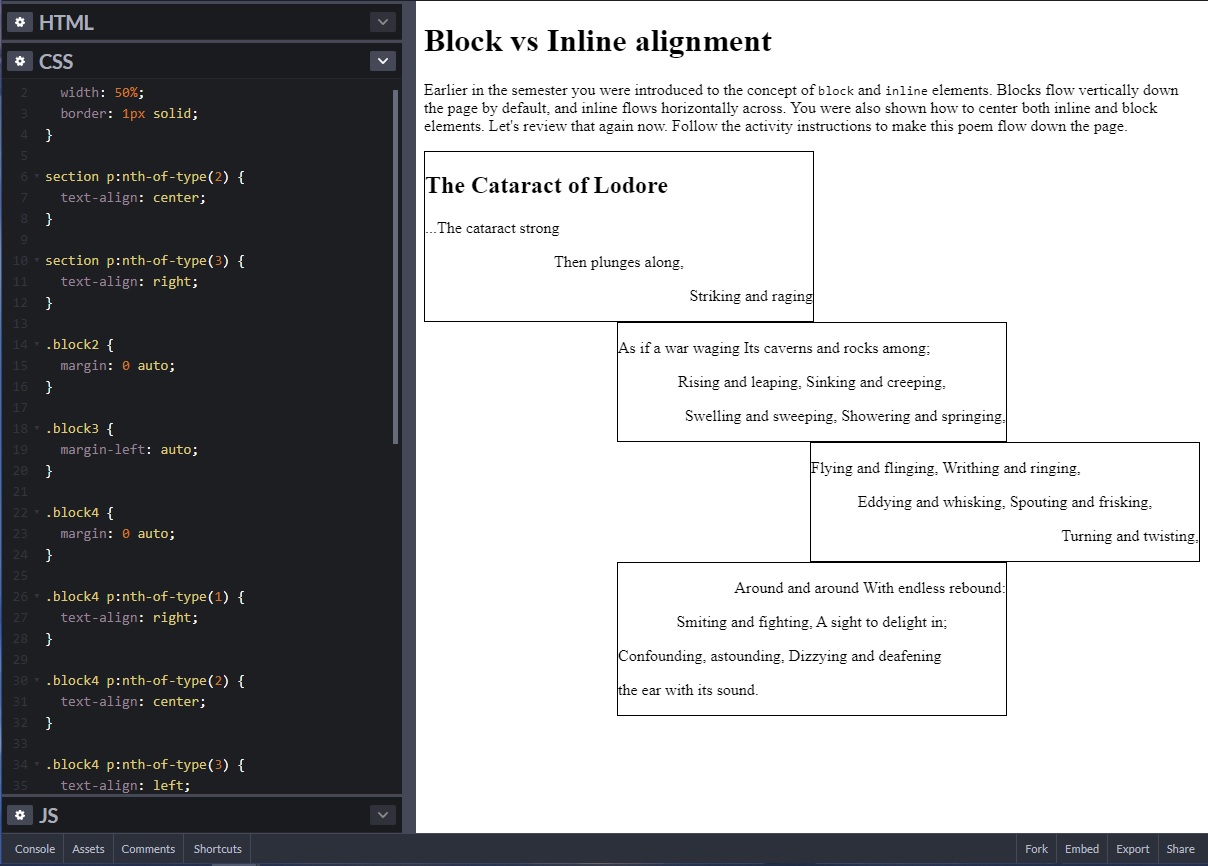 HTML
CSS
2 width: 50%;
3 border: 1px solid;
4 }
5
6 section p:nth-of-type(2) {
7 text-align: center;
8 }
9
10 section p:nth-of-type(3) {
11 text-align: right;
12 }
13
14 .block2 {
15 margin: 0 auto;
16 }
17
18 .block3 {
19 margin-left: auto;
20 }
21
22 .block4 {
23 margin: 0 auto;
24 }
25
26 .block4 p:nth-of-type(1) {
27 text-align: right;
28 }
29
30 .block4 p:nth-of-type(2) {
31 text-align: center;
32 }
33
34 .block4 p:nth-of-type(3) {
35 text-align: left;
JS
Block vs Inline alignment
Earlier in the semester you were introduced to the concept of block and inline elements. Blocks flow vertically down
the page by default, and inline flows horizontally across. You were also shown how to center both inline and block
elements. Let's review that again now. Follow the activity instructions to make this poem flow down the page.
The Cataract of Lodore
...The cataract strong
Then plunges along,
Striking and raging
As if a war waging Its caverns and rocks among;
Rising and leaping, Sinking and creeping,
Swelling and sweeping, Showering and springing,
Flying and flinging, Writhing and ringing,
Eddying and whisking, Spouting and frisking,
Turning and twisting,
Around and around With endless rebound:
Smiting and fighting, A sight to delight in;
Confounding, astounding, Dizzying and deafening
the ear with its sound.
Console Assets Comments Shortcuts Fork Embed Export Share